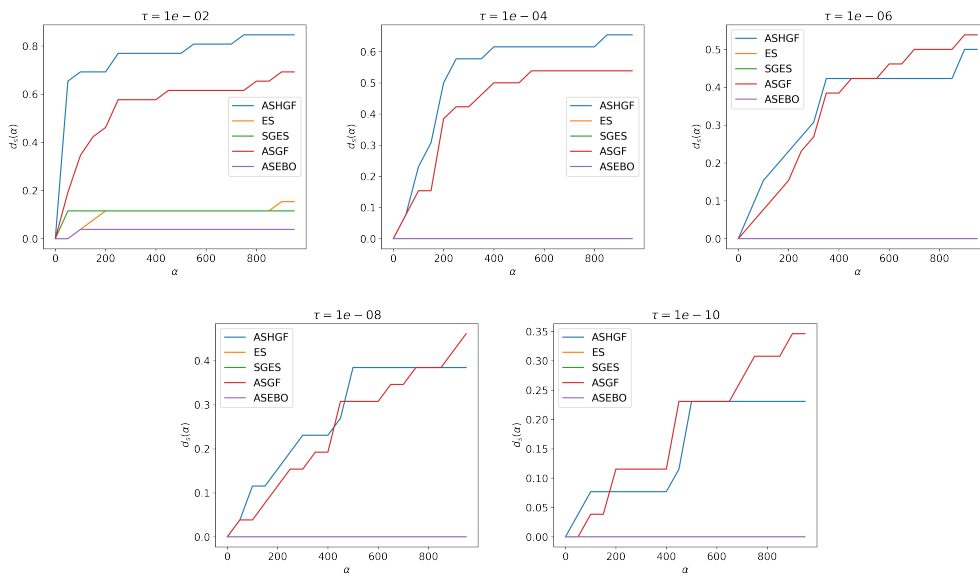 τ = 1e − 02
0.8
0.6
0.4
0.2
0.0
d_s(α)
0 200 400 600 800
α
ASHGF
ES
SGES
ASGF
ASEBO
τ = 1e − 04
0.6
0.5
0.4
0.3
0.2
0.1
0.0
d_s(α)
0 200 400 600 800
α
ASHGF
ES
SGES
ASGF
ASEBO
τ = 1e − 06
0.5
0.4
0.3
0.2
0.1
0.0
d_s(α)
0 200 400 600 800
α
ASHGF
ES
SGES
ASGF
ASEBO
τ = 1e − 08
0.4
0.3
0.2
0.1
0.0
d_s(α)
0 200 400 600 800
α
ASHGF
ES
SGES
ASGF
ASEBO
τ = 1e − 10
0.35
0.30
0.25
0.20
0.15
0.10
0.05
0.00
d_s(α)
0 200 400 600 800
α
ASHGF
ES
SGES
ASGF
ASEBO